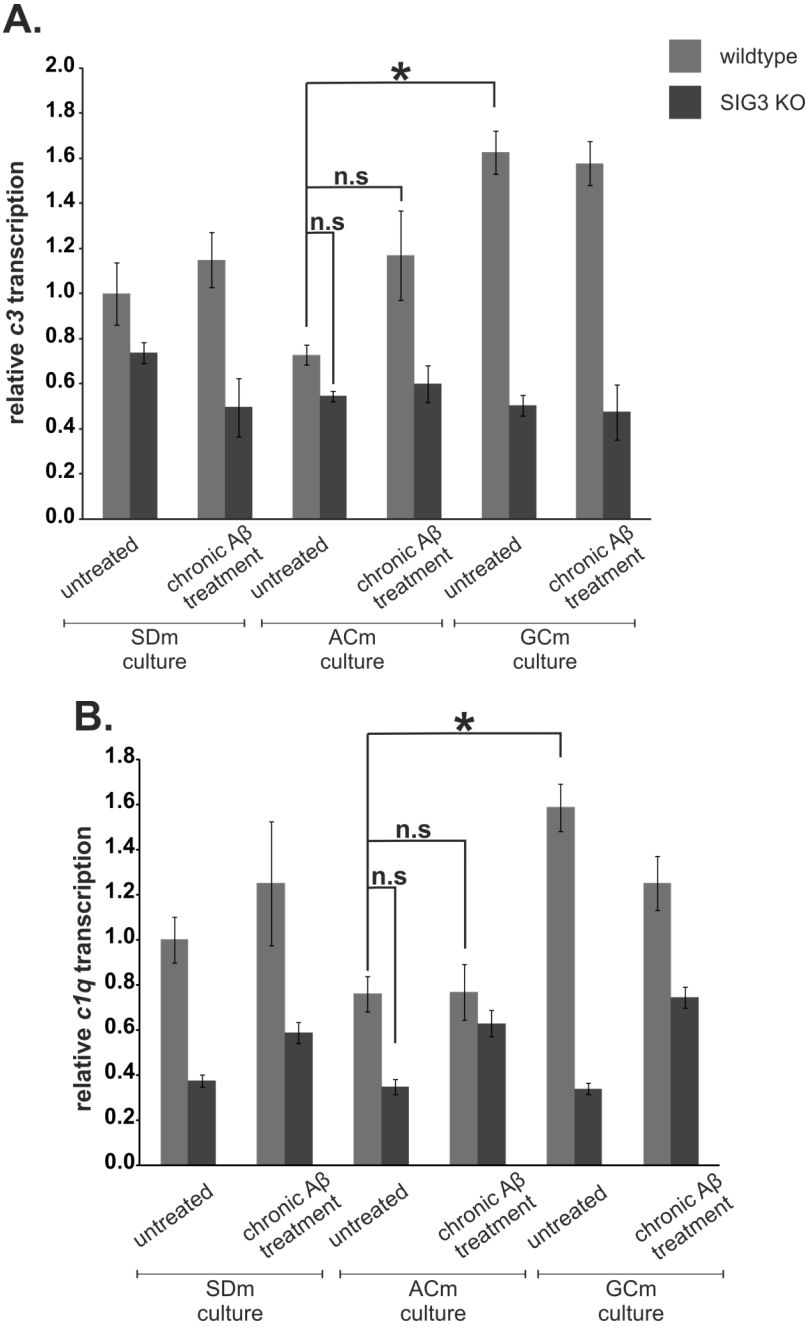 A.
wildtype
SIG3 KO
relative c3 transcription
2.0
1.8
1.6
1.4
1.2
1.0
0.8
0.6
0.4
0.2
0.0
*
n.s
n.s
untreated
chronic Aβ
treatment
untreated
chronic Aβ
treatment
untreated
chronic Aβ
treatment
SDm
culture
ACm
culture
GCm
culture
B.
relative c1q transcription
1.8
1.6
1.4
1.2
1.0
0.8
0.6
0.4
0.2
0.0
*
n.s
n.s
untreated
chronic Aβ
treatment
untreated
chronic Aβ
treatment
untreated
chronic Aβ
treatment
SDm
culture
ACm
culture
GCm
culture